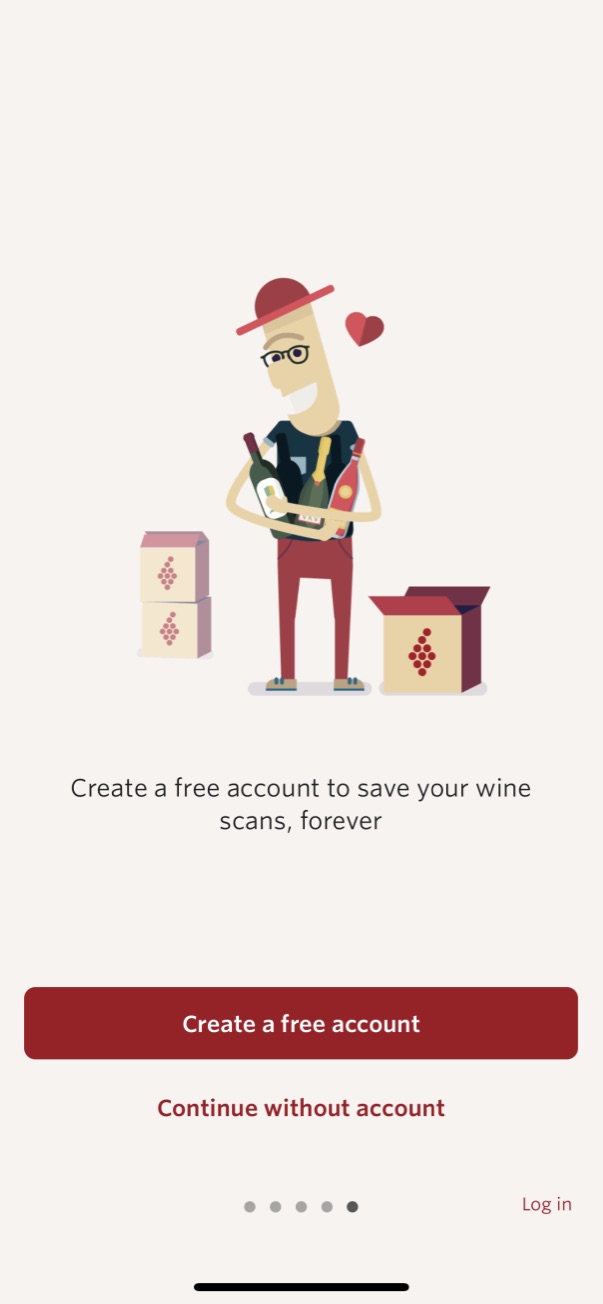 Create a free account to save your wine
scans, forever
Create a free account
Continue without account
Log in